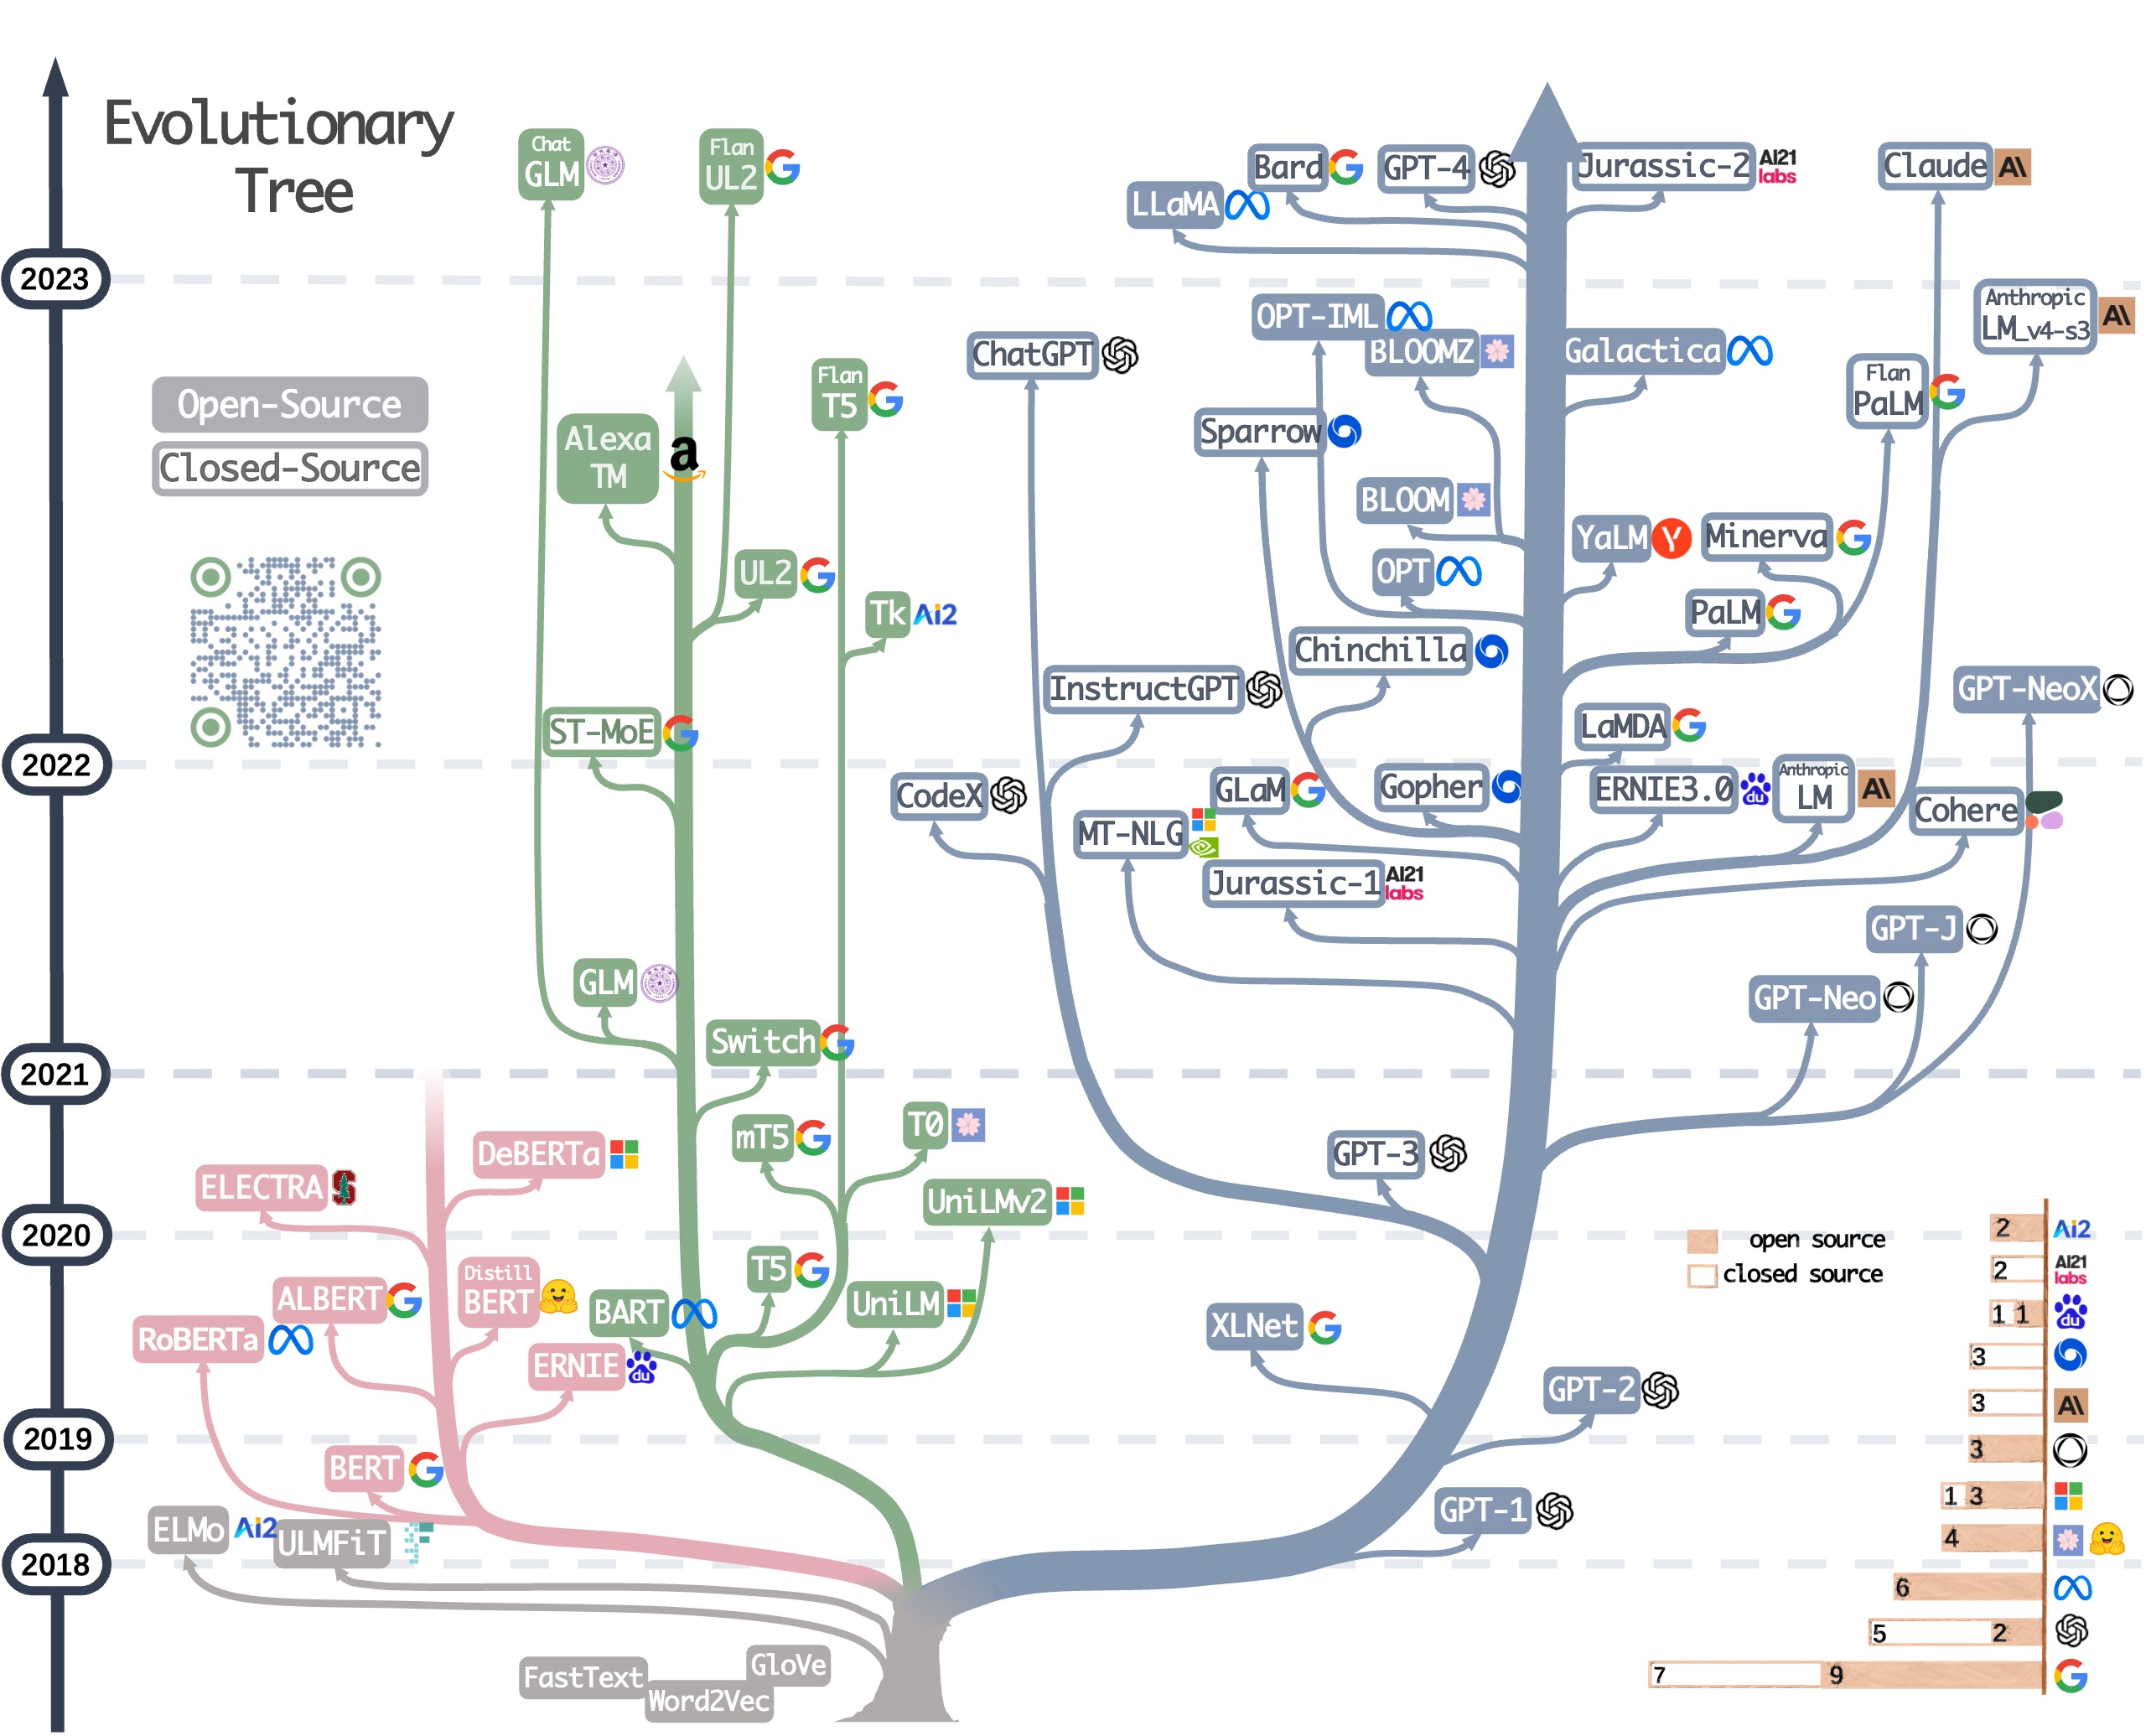 Evolutionary
Tree
Open-Source
Closed-Source
2023
2022
2021
2020
2019
2018
Chat
GLM
Flan
UL2
Alexa
TM
a
Flan
T5
UL2
Tk
Ai2
ST-MoE
GLM
Switch
mT5
T0
UniLMv2
T5
BART
UniLM
DeBERTa
ELECTRA
ALBERT
Distill
BERT
RoBERTa
ERNIE
du
BERT
ELMo
Ai2
ULMFiT
FastText
Word2Vec
GloVe
Bard
GPT-4
Jurassic-2
AI21
labs
Claude
A\
LLaMA
OPT-IML
BLOOMZ
Galactica
Anthropic
LM_v4-s3
A\
ChatGPT
Flan
PaLM
Sparrow
BLOOM
YaLM
Y
Minerva
OPT
PaLM
Chinchilla
InstructGPT
GPT-NeoX
LaMDA
CodeX
GLaM
Gopher
ERNIE3.0
du
Anthropic
LM
A\
Cohere
MT-NLG
Jurassic-1
AI21
labs
GPT-J
GPT-Neo
GPT-3
XLNet
GPT-2
GPT-1
open source
closed source
2
Ai2
2
AI21
labs
1 1
du
3
3
A\
3
1 3
4
6
5 2
7 9